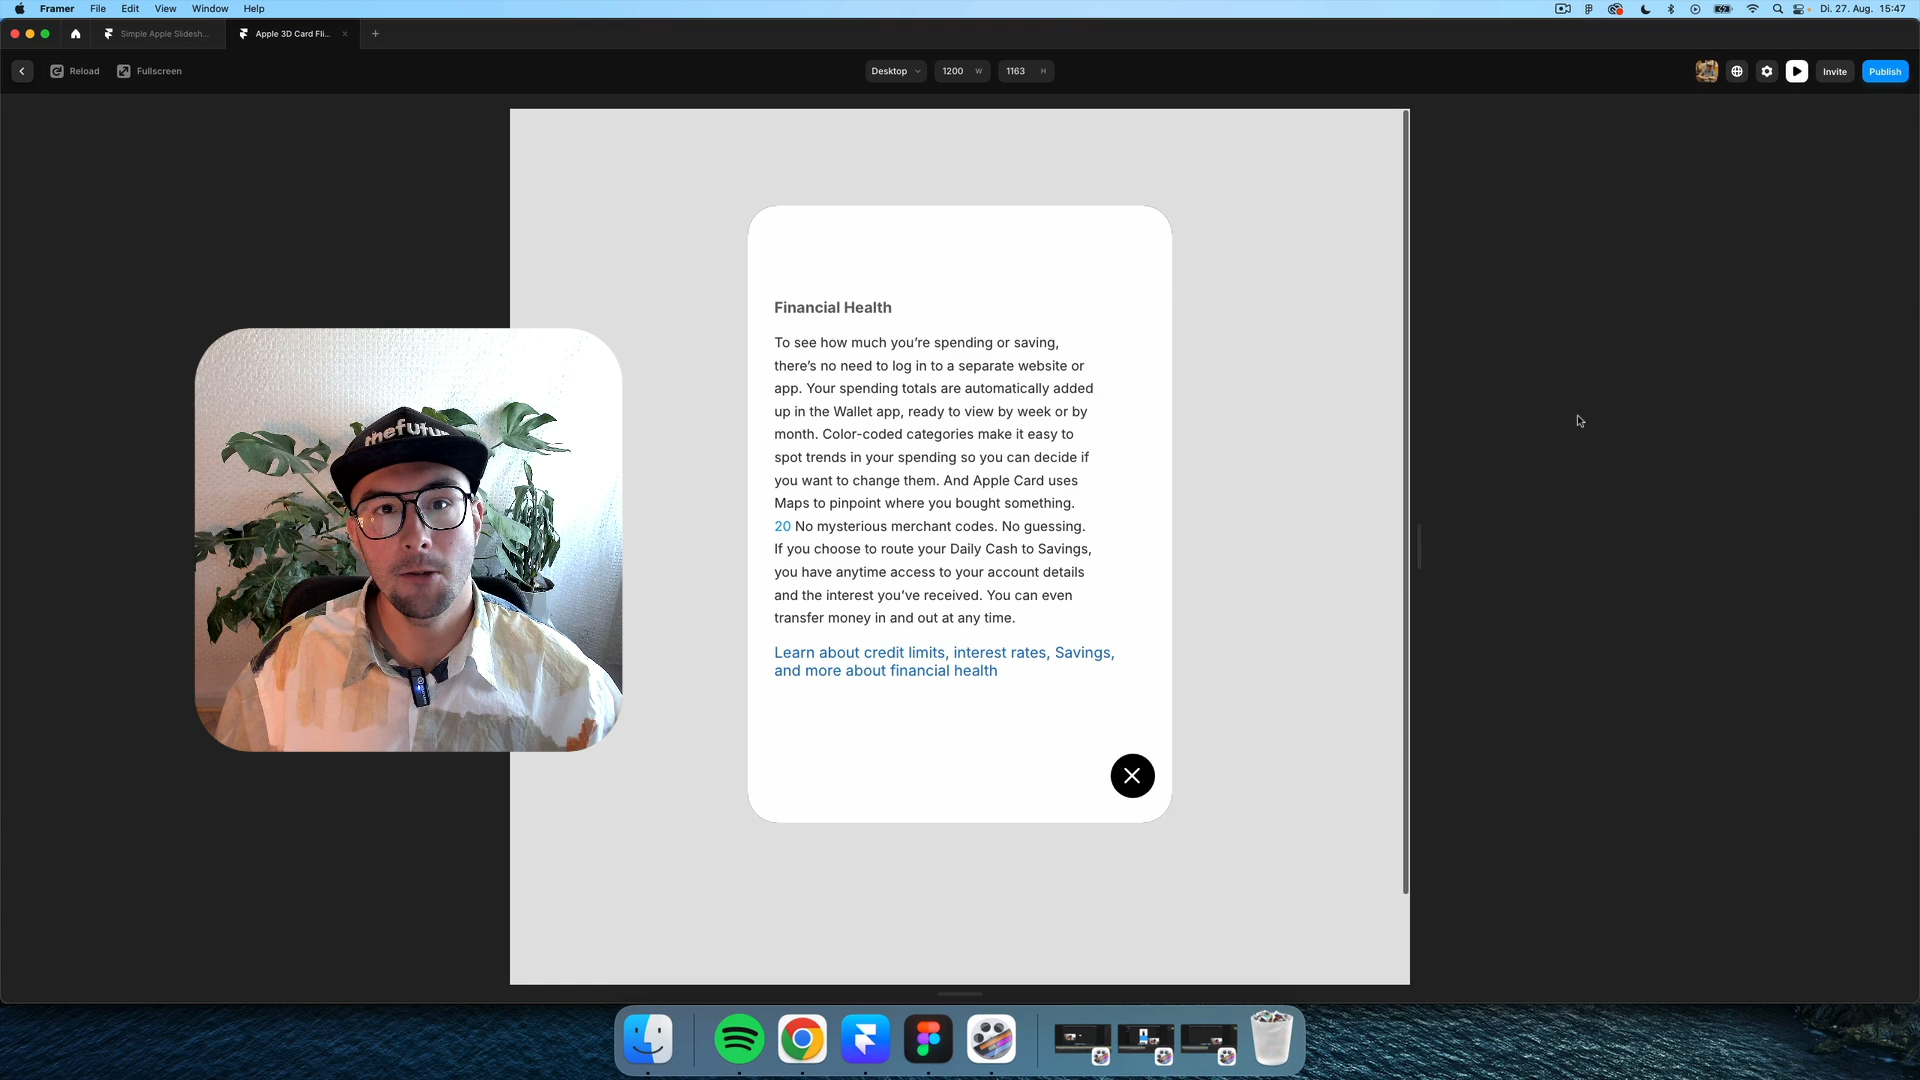 Framer File Edit View Window Help
Di. 27. Aug. 15:47
Simple Apple Slidesh...
Apple 3D Card Fli...
Reload
Fullscreen
Desktop
1200 W
1163 H
Invite
Publish
Financial Health
To see how much you’re spending or saving,
there’s no need to log in to a separate website or
app. Your spending totals are automatically added
up in the Wallet app, ready to view by week or by
month. Color-coded categories make it easy to
spot trends in your spending so you can decide if
you want to change them. And Apple Card uses
Maps to pinpoint where you bought something.
20 No mysterious merchant codes. No guessing.
If you choose to route your Daily Cash to Savings,
you have anytime access to your account details
and the interest you’ve received. You can even
transfer money in and out at any time.
Learn about credit limits, interest rates, Savings,
and more about financial health
thefutur